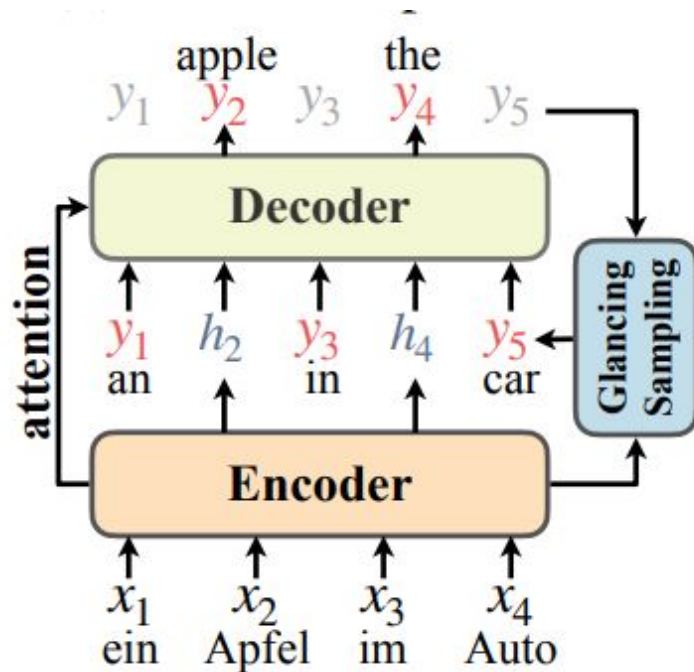 apple the
y1 y2 y3 y4 y5
Decoder
attention
Glancing
Sampling
y1 h2 y3 h4 y5
an in car
Encoder
x1 x2 x3 x4
ein Apfel im Auto